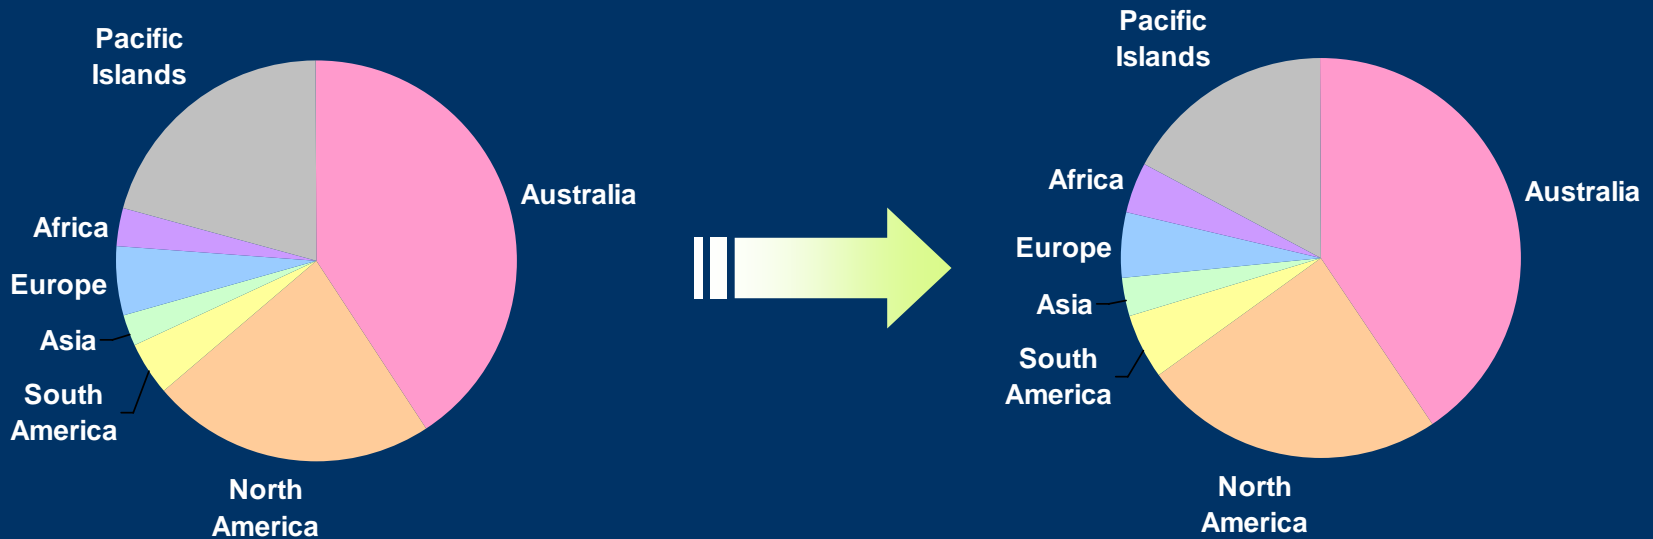 Pacific
Islands
Africa
Europe
Asia
South
America
North
America
Australia
Pacific
Islands
Africa
Europe
Asia
South
America
North
America
Australia